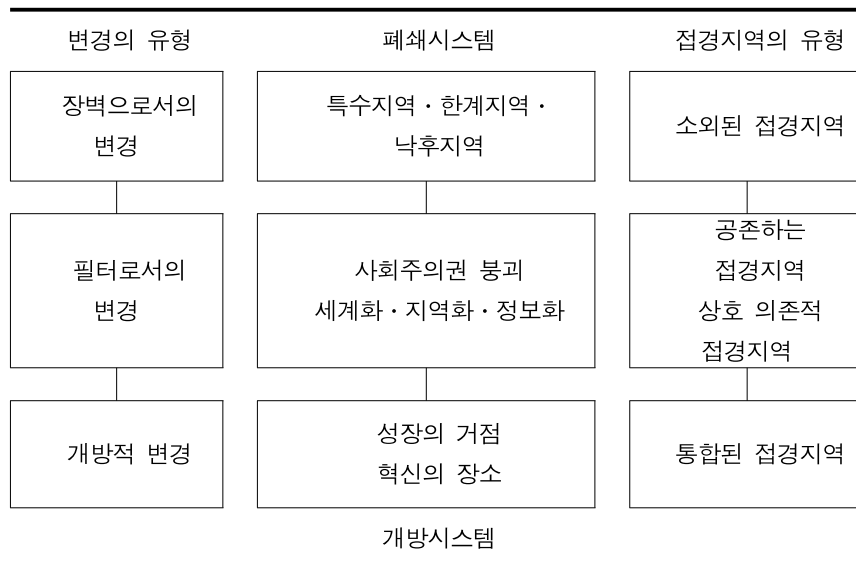 변경의 유형
폐쇄시스템
접경지역의 유형
장벽으로서의
변경
특수지역·한계지역·
낙후지역
소외된 접경지역
필터로서의
변경
사회주의권 붕괴
세계화·지역화·정보화
공존하는
접경지역
상호 의존적
접경지역
개방적 변경
성장의 거점
혁신의 장소
통합된 접경지역
개방시스템